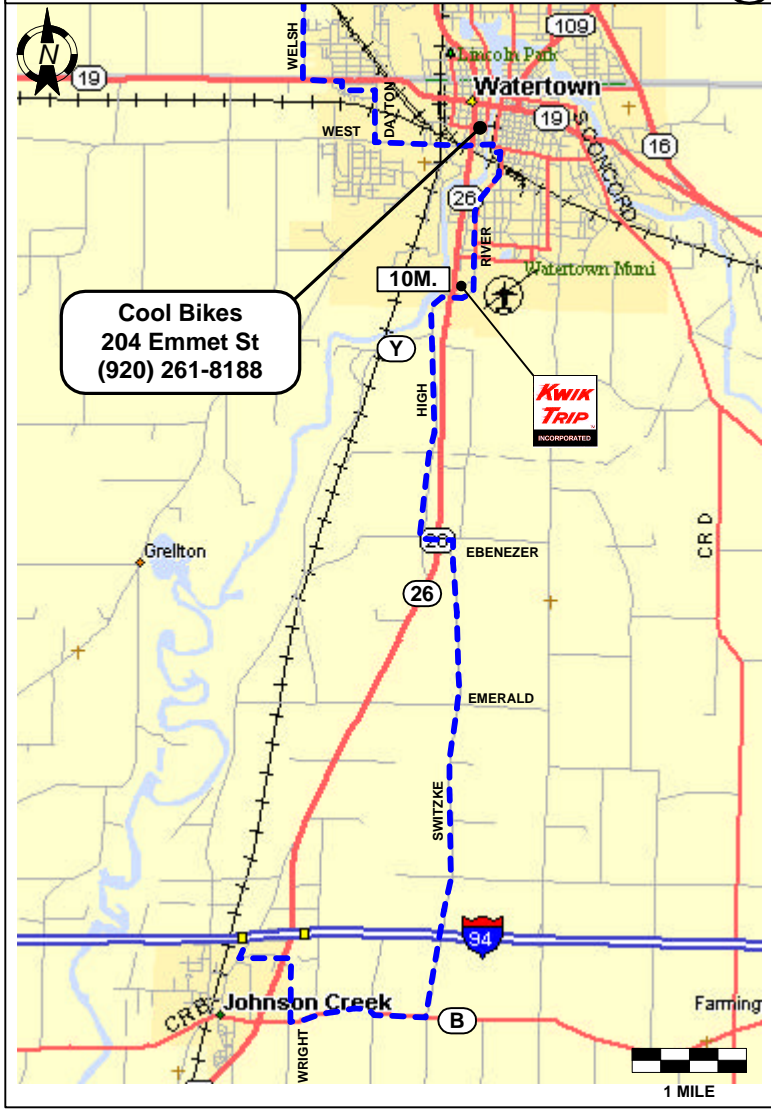 N
WELSH
109
Lincoln Park
19
DAYTON
Watertown
WEST
19
S CONCORD
16
26
RIVER
10M.
Watertown Muni
Cool Bikes
204 Emmet St
(920) 261-8188
Y
KWIK
TRIP
INCORPORATED
HIGH
CR D
26
EBENEZER
Grellton
26
EMERALD
SWITZKE
94
CR B
Johnson Creek
B
Farming
WRIGHT
1 MILE